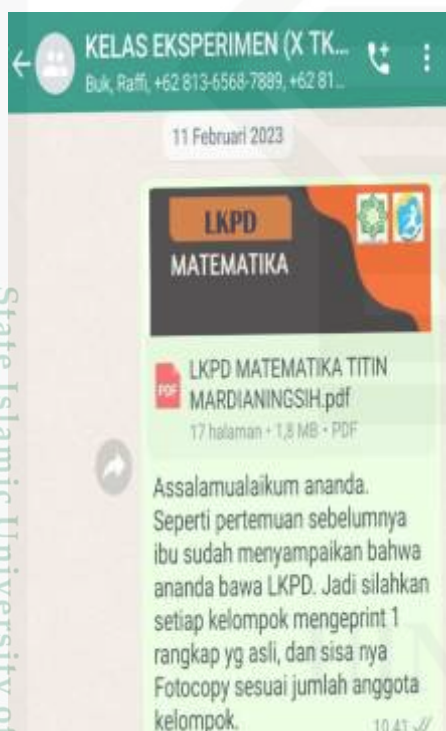 KELAS EKSPERIMEN (X TK...
Buk, Raffi, +62 813-6568-7889, +62 81...
11 Februari 2023
LKPD
MATEMATIKA
PDF
LKPD MATEMATIKA TITIN
MARDIANINGSIH.pdf
17 halaman • 1,8 MB • PDF
Assalamualaikum ananda.
Seperti pertemuan sebelumnya
ibu sudah menyampaikan bahwa
ananda bawa LKPD. Jadi silahkan
setiap kelompok mengeprint 1
rangkap yg asli, dan sisa nya
Fotocopy sesuai jumlah anggota
kelompok.
10.41
State Islamic University of